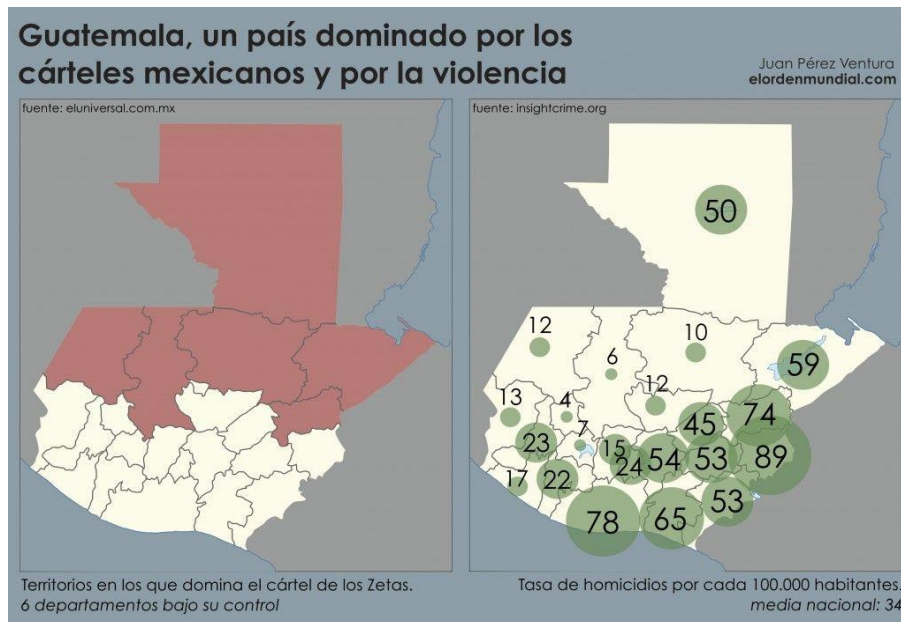 Guatemala, un país dominado por los
cárteles mexicanos y por la violencia
Juan Pérez Ventura
elordenmundial.com
fuente: eluniversal.com.mx
fuente: insightcrime.org
50
12
10
6
59
12
13
4
74
45
7
23
15
89
54
53
24
17
22
53
78
65
Territorios en los que domina el cártel de los Zetas.
6 departamentos bajo su control
Tasa de homicidios por cada 100.000 habitantes.
media nacional: 34